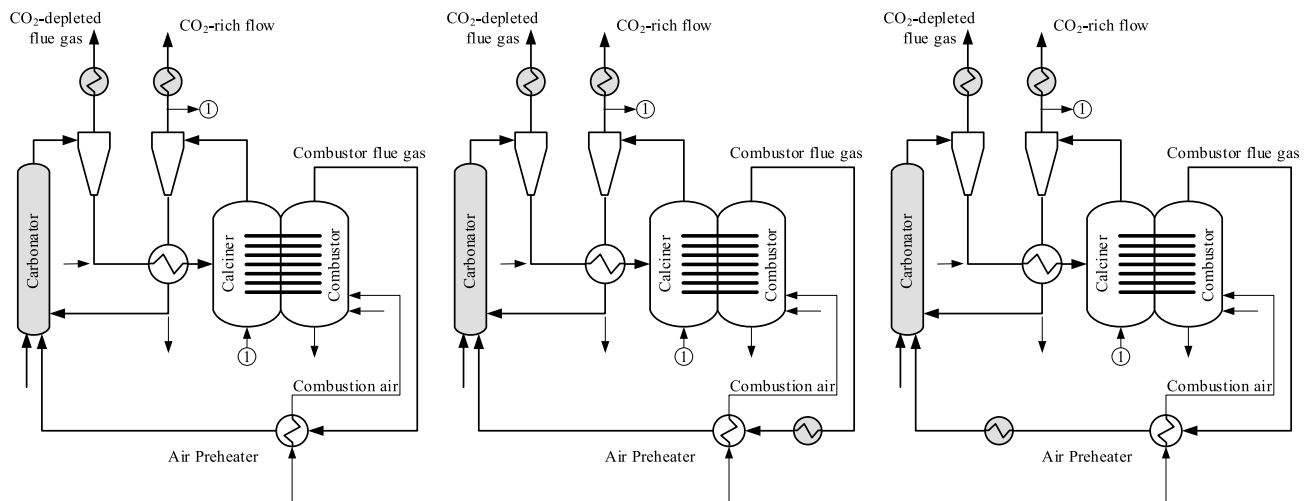 CO₂-depleted
flue gas
CO₂-rich flow
1
Combustor flue gas
Carbonator
Calciner
Combustor
1
Combustion air
Air Preheater
CO₂-depleted
flue gas
CO₂-rich flow
1
Combustor flue gas
Carbonator
Calciner
Combustor
1
Combustion air
Air Preheater
CO₂-depleted
flue gas
CO₂-rich flow
1
Combustor flue gas
Carbonator
Calciner
Combustor
1
Combustion air
Air Preheater